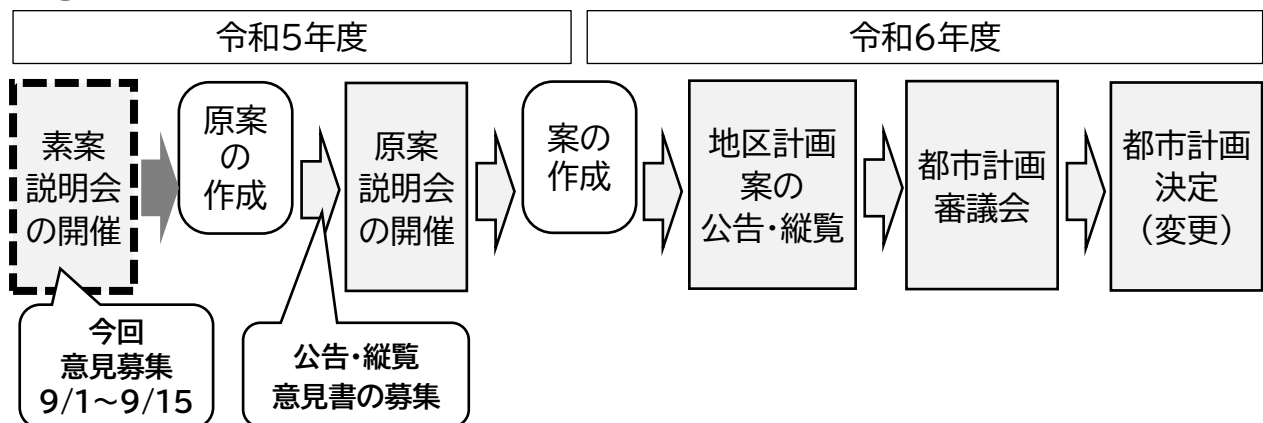 令和5年度
令和6年度
素案
説明会
の開催
原案
の
作成
原案
説明会
の開催
案の
作成
地区計画
案の
公告・縦覧
都市計画
審議会
都市計画
決定
（変更）
今回
意見募集
9/1～9/15
公告・縦覧
意見書の募集